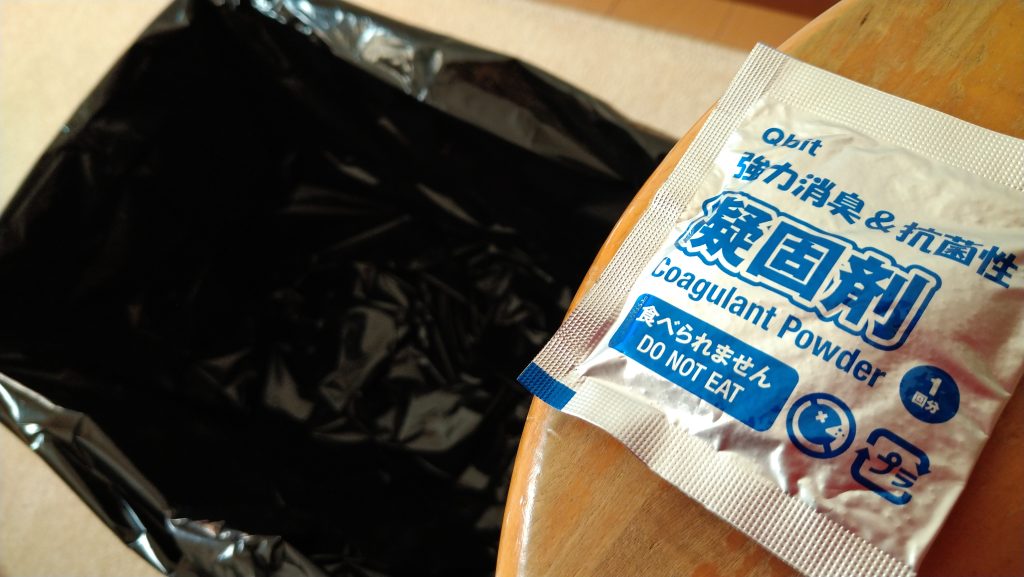 Qbit
強力消臭&抗菌性
凝固剤
Coagulant Powder
食べられません
DO NOT EAT
1
回分
プラ